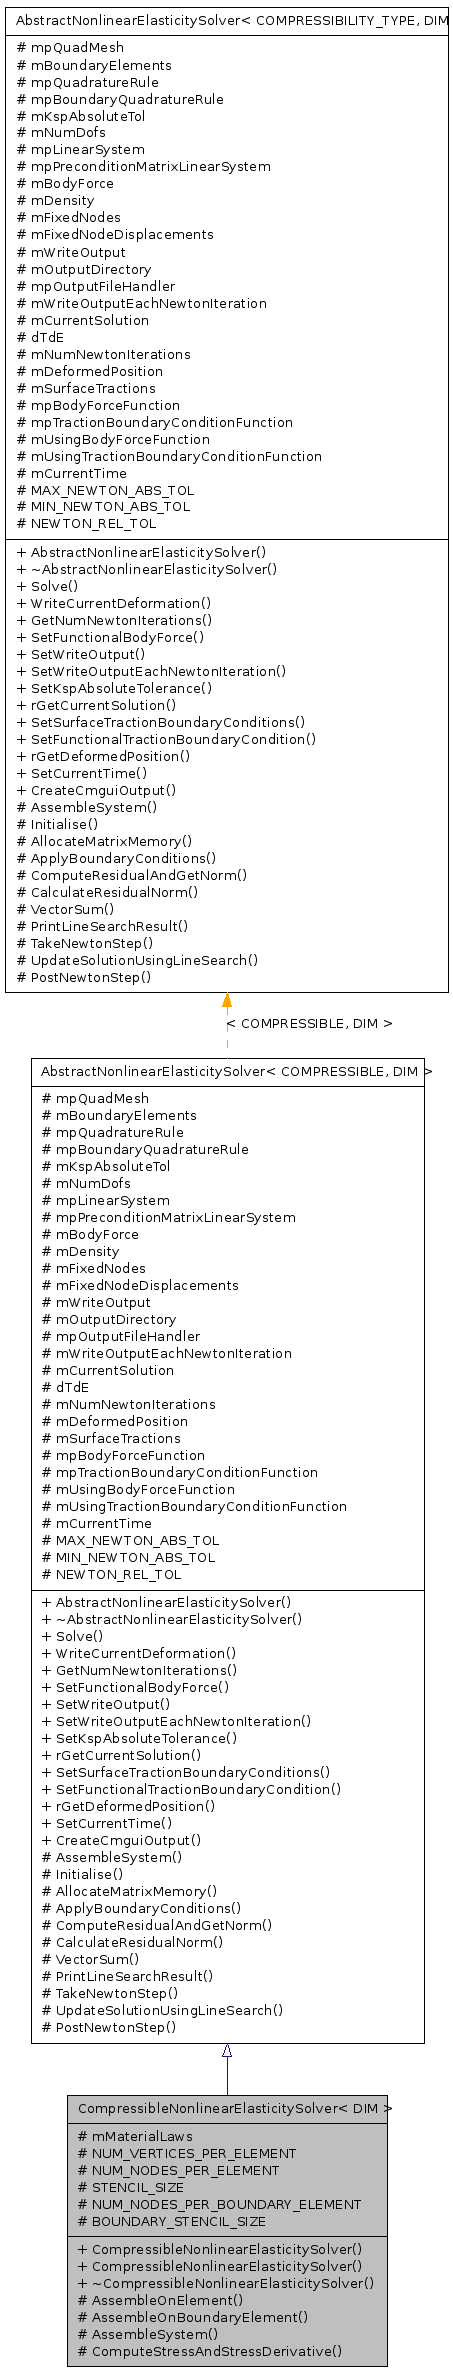 AbstractNonlinearElasticitySolver< COMPRESSIBILITY_TYPE, DIM
# mpQuadMesh
# mBoundaryElements
# mpQuadratureRule
# mpBoundaryQuadratureRule
# mKspAbsoluteTol
# mNumDofs
# mpLinearSystem
# mpPreconditionMatrixLinearSystem
# mBodyForce
# mDensity
# mFixedNodes
# mFixedNodeDisplacements
# mWriteOutput
# mOutputDirectory
# mpOutputFileHandler
# mWriteOutputEachNewtonIteration
# mCurrentSolution
# dTdE
# mNumNewtonIterations
# mDeformedPosition
# mSurfaceTractions
# mpBodyForceFunction
# mpTractionBoundaryConditionFunction
# mUsingBodyForceFunction
# mUsingTractionBoundaryConditionFunction
# mCurrentTime
# MAX_NEWTON_ABS_TOL
# MIN_NEWTON_ABS_TOL
# NEWTON_REL_TOL
+ AbstractNonlinearElasticitySolver()
+ ~AbstractNonlinearElasticitySolver()
+ Solve()
+ WriteCurrentDeformation()
+ GetNumNewtonIterations()
+ SetFunctionalBodyForce()
+ SetWriteOutput()
+ SetWriteOutputEachNewtonIteration()
+ SetKspAbsoluteTolerance()
+ rGetCurrentSolution()
+ SetSurfaceTractionBoundaryConditions()
+ SetFunctionalTractionBoundaryCondition()
+ rGetDeformedPosition()
+ SetCurrentTime()
+ CreateCmguiOutput()
# AssembleSystem()
# Initialise()
# AllocateMatrixMemory()
# ApplyBoundaryConditions()
# ComputeResidualAndGetNorm()
# CalculateResidualNorm()
# VectorSum()
# PrintLineSearchResult()
# TakeNewtonStep()
# UpdateSolutionUsingLineSearch()
# PostNewtonStep()
< COMPRESSIBLE, DIM >
AbstractNonlinearElasticitySolver< COMPRESSIBLE, DIM >
# mpQuadMesh
# mBoundaryElements
# mpQuadratureRule
# mpBoundaryQuadratureRule
# mKspAbsoluteTol
# mNumDofs
# mpLinearSystem
# mpPreconditionMatrixLinearSystem
# mBodyForce
# mDensity
# mFixedNodes
# mFixedNodeDisplacements
# mWriteOutput
# mOutputDirectory
# mpOutputFileHandler
# mWriteOutputEachNewtonIteration
# mCurrentSolution
# dTdE
# mNumNewtonIterations
# mDeformedPosition
# mSurfaceTractions
# mpBodyForceFunction
# mpTractionBoundaryConditionFunction
# mUsingBodyForceFunction
# mUsingTractionBoundaryConditionFunction
# mCurrentTime
# MAX_NEWTON_ABS_TOL
# MIN_NEWTON_ABS_TOL
# NEWTON_REL_TOL
+ AbstractNonlinearElasticitySolver()
+ ~AbstractNonlinearElasticitySolver()
+ Solve()
+ WriteCurrentDeformation()
+ GetNumNewtonIterations()
+ SetFunctionalBodyForce()
+ SetWriteOutput()
+ SetWriteOutputEachNewtonIteration()
+ SetKspAbsoluteTolerance()
+ rGetCurrentSolution()
+ SetSurfaceTractionBoundaryConditions()
+ SetFunctionalTractionBoundaryCondition()
+ rGetDeformedPosition()
+ SetCurrentTime()
+ CreateCmguiOutput()
# AssembleSystem()
# Initialise()
# AllocateMatrixMemory()
# ApplyBoundaryConditions()
# ComputeResidualAndGetNorm()
# CalculateResidualNorm()
# VectorSum()
# PrintLineSearchResult()
# TakeNewtonStep()
# UpdateSolutionUsingLineSearch()
# PostNewtonStep()
CompressibleNonlinearElasticitySolver< DIM >
# mMaterialLaws
# NUM_VERTICES_PER_ELEMENT
# NUM_NODES_PER_ELEMENT
# STENCIL_SIZE
# NUM_NODES_PER_BOUNDARY_ELEMENT
# BOUNDARY_STENCIL_SIZE
+ CompressibleNonlinearElasticitySolver()
+ CompressibleNonlinearElasticitySolver()
+ ~CompressibleNonlinearElasticitySolver()
# AssembleOnElement()
# AssembleOnBoundaryElement()
# AssembleSystem()
# ComputeStressAndStressDerivative()